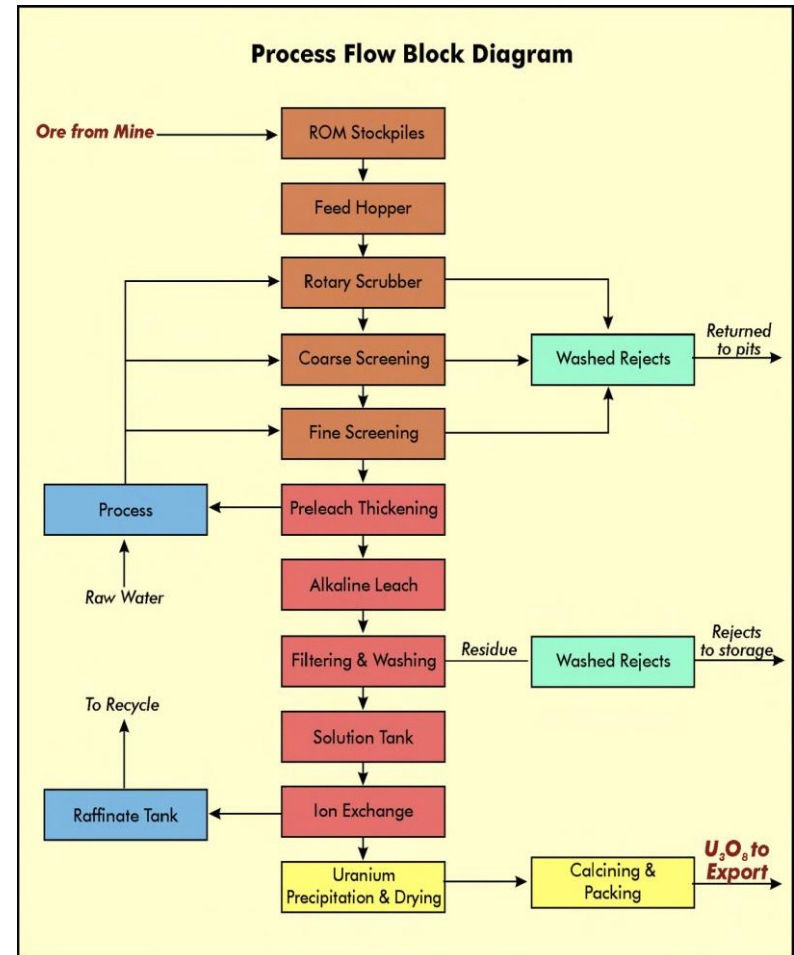 Process Flow Block Diagram
Ore from Mine
ROM Stockpiles
Feed Hopper
Rotary Scrubber
Coarse Screening
Washed Rejects
Returned
to pits
Fine Screening
Process
Preleach Thickening
Raw Water
Alkaline Leach
Filtering & Washing
Residue
Washed Rejects
Rejects
to storage
To Recycle
Solution Tank
Raffinate Tank
Ion Exchange
Uranium
Precipitation & Drying
Calcining &
Packing
U₃O₈ to
Export